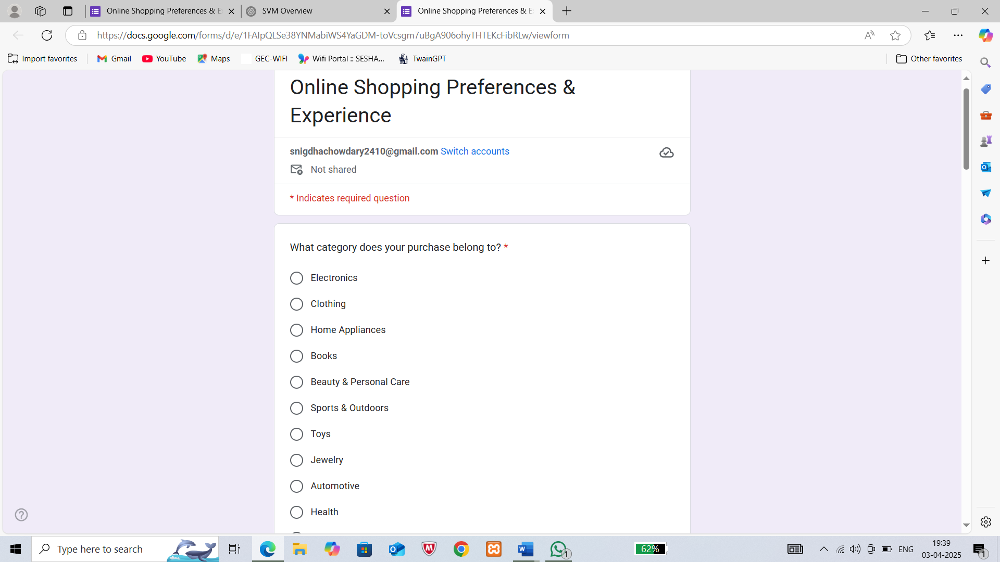 Online Shopping Preferences & E
SVM Overview
Online Shopping Preferences & E
https://docs.google.com/forms/d/e/1FAIpQLSe38YNMabiWS4YaGDM-toVcsgm7uBgA906ohyTHTEKcFibRLw/viewform
Import favorites
Gmail
YouTube
Maps
GEC-WIFI
Wifi Portal :: SESHA...
TwainGPT
Other favorites
Online Shopping Preferences &
Experience
snigdhachowdary2410@gmail.com Switch accounts
Not shared
* Indicates required question
What category does your purchase belong to? *
Electronics
Clothing
Home Appliances
Books
Beauty & Personal Care
Sports & Outdoors
Toys
Jewelry
Automotive
Health
Type here to search
62%
ENG
19:39
03-04-2025
1
1